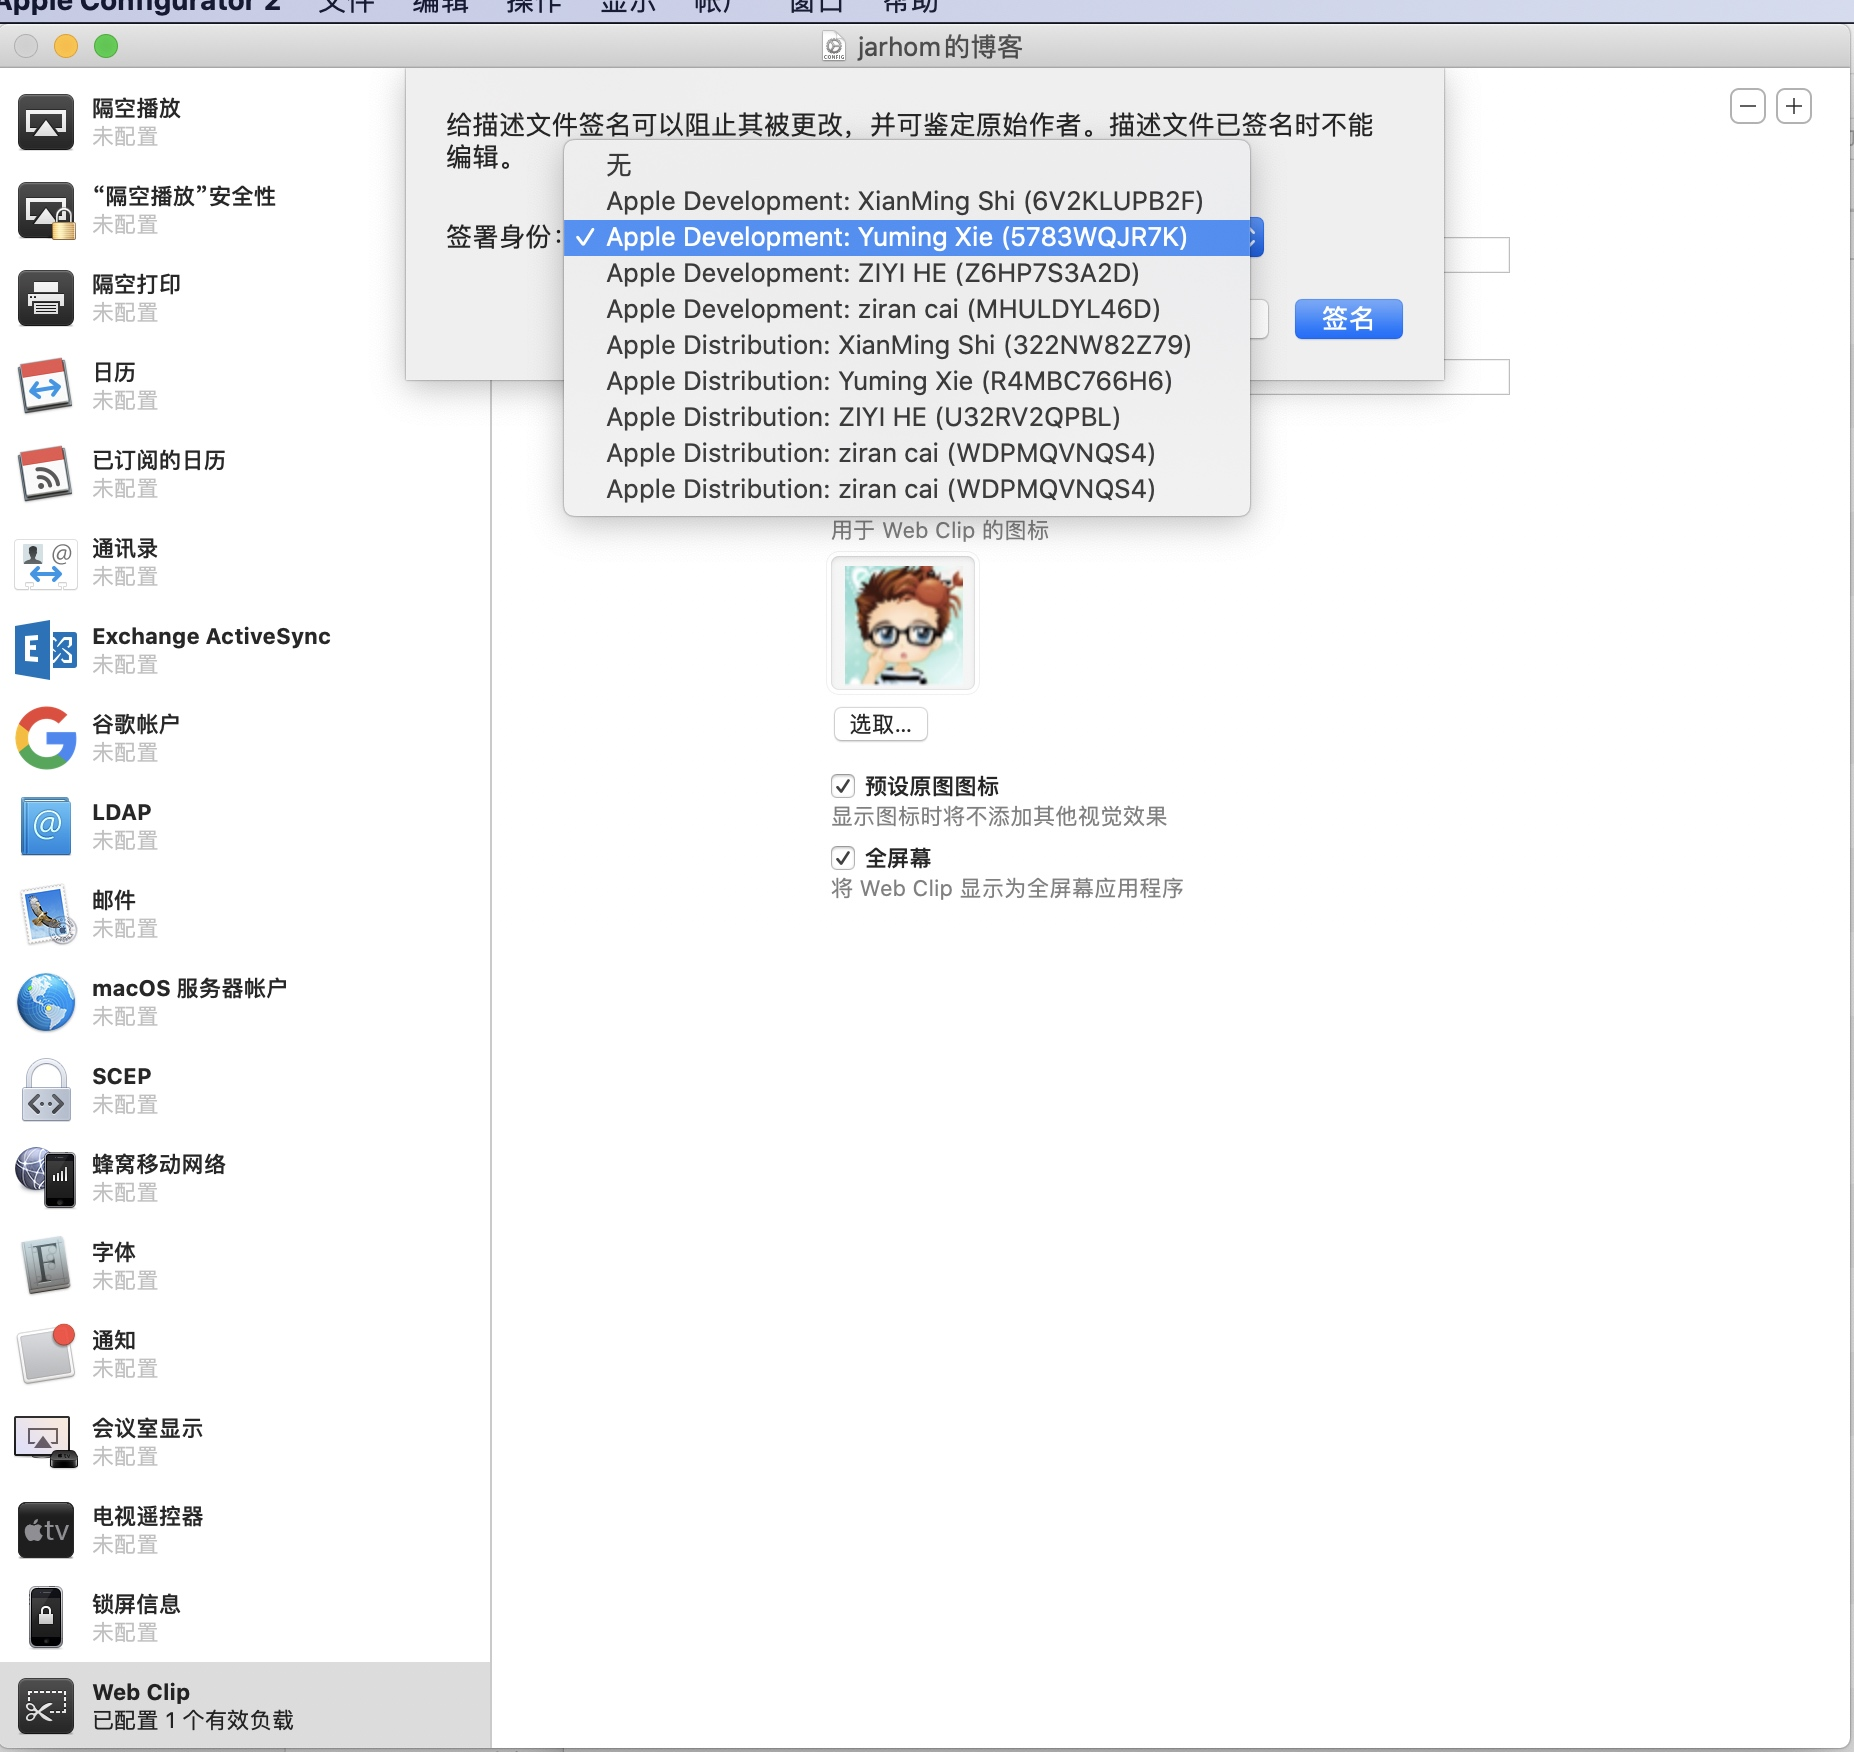 Apple Configurator 2 文件 编辑 操作 显示 帐户 窗口 帮助
jarhom的博客
隔空播放
未配置
“隔空播放”安全性
未配置
隔空打印
未配置
日历
未配置
已订阅的日历
未配置
通讯录
未配置
Exchange ActiveSync
未配置
谷歌帐户
未配置
LDAP
未配置
邮件
未配置
macOS 服务器帐户
未配置
SCEP
未配置
蜂窝移动网络
未配置
字体
未配置
通知
未配置
会议室显示
未配置
电视遥控器
未配置
锁屏信息
未配置
Web Clip
已配置 1 个有效负载
给描述文件签名可以阻止其被更改，并可鉴定原始作者。描述文件已签名时不能
编辑。
签署身份：
无
Apple Development: XianMing Shi (6V2KLUPB2F)
✓ Apple Development: Yuming Xie (5783WQJR7K)
Apple Development: ZIYI HE (Z6HP7S3A2D)
Apple Development: ziran cai (MHULDYL46D)
Apple Distribution: XianMing Shi (322NW82Z79)
Apple Distribution: Yuming Xie (R4MBC766H6)
Apple Distribution: ZIYI HE (U32RV2QPBL)
Apple Distribution: ziran cai (WDPMQVNQS4)
Apple Distribution: ziran cai (WDPMQVNQS4)
签名
用于 Web Clip 的图标
选取...
预设原图图标
显示图标时将不添加其他视觉效果
全屏幕
将 Web Clip 显示为全屏幕应用程序